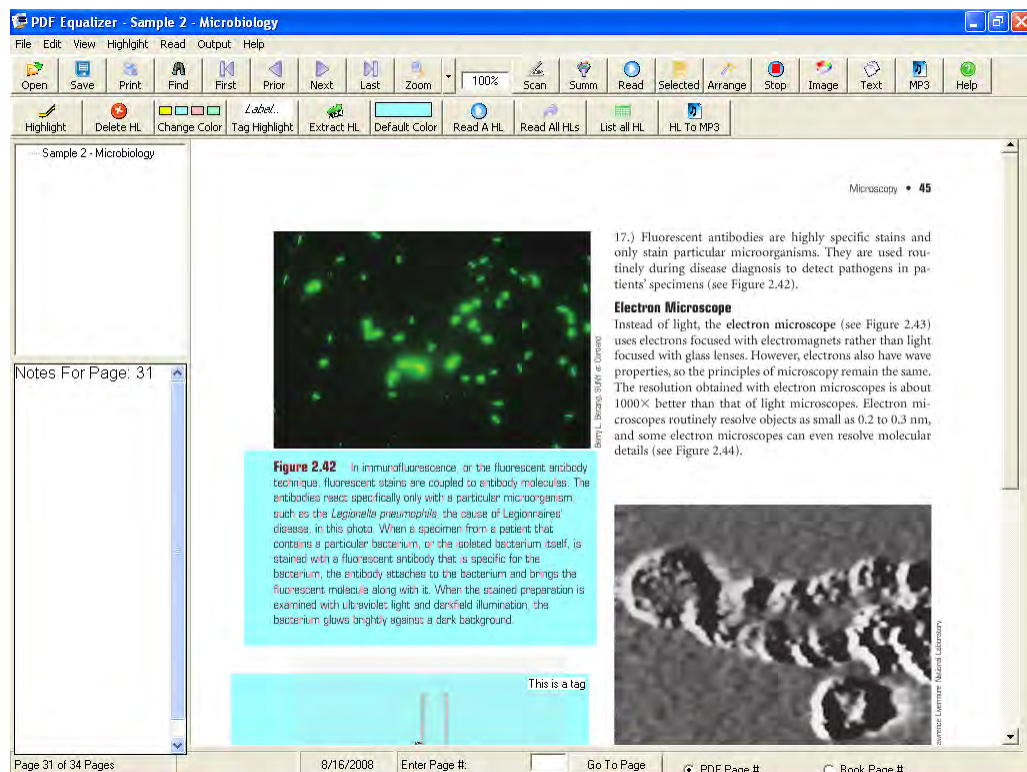 PDF Equalizer - Sample 2 - Microbiology
File Edit View Highlgiht Read Output Help
Open Save Print Find First Prior Next Last Zoom 100% Scan Summ Read Selected Arrange Stop Image Text MP3 Help
Label...
Highlight Delete HL Change Color Tag Highlight Extract HL Default Color Read A HL Read All HLs List all HL HL To MP3
Sample 2 - Microbiology
Notes For Page: 31
Microscopy • 45
17.) Fluorescent antibodies are highly specific stains and
only stain particular microorganisms. They are used rou-
tinely during disease diagnosis to detect pathogens in pa-
tients' specimens (see Figure 2.42).
Electron Microscope
Instead of light, the electron microscope (see Figure 2.43)
uses electrons focused with electromagnets rather than light
focused with glass lenses. However, electrons also have wave
properties, so the principles of microscopy remain the same.
The resolution obtained with electron microscopes is about
1000× better than that of light microscopes. Electron mi-
croscopes routinely resolve objects as small as 0.2 to 0.3 nm,
and some electron microscopes can even resolve molecular
details (see Figure 2.44).
Figure 2.42 In immunofluorescence, or the fluorescent antibody
technique, fluorescent stains are coupled to antibody molecules. The
antibodies react specifically only with a particular microorganism,
such as the Legionella pneumophila, the cause of Legionnaires'
disease, in this photo. When a specimen from a patient that
contains a particular bacterium, or the isolated bacterium itself, is
stained with a fluorescent antibody that is specific for the
bacterium, the antibody attaches to the bacterium and brings the
fluorescent molecule along with it. When the stained preparation is
examined with ultraviolet light and darkfield illumination, the
bacterium glows brightly against a dark background.
This is a tag
Livermore National Laboratory
Page 31 of 34 Pages 8/16/2008 Enter Page #: Go To Page PDF Page # Book Page #